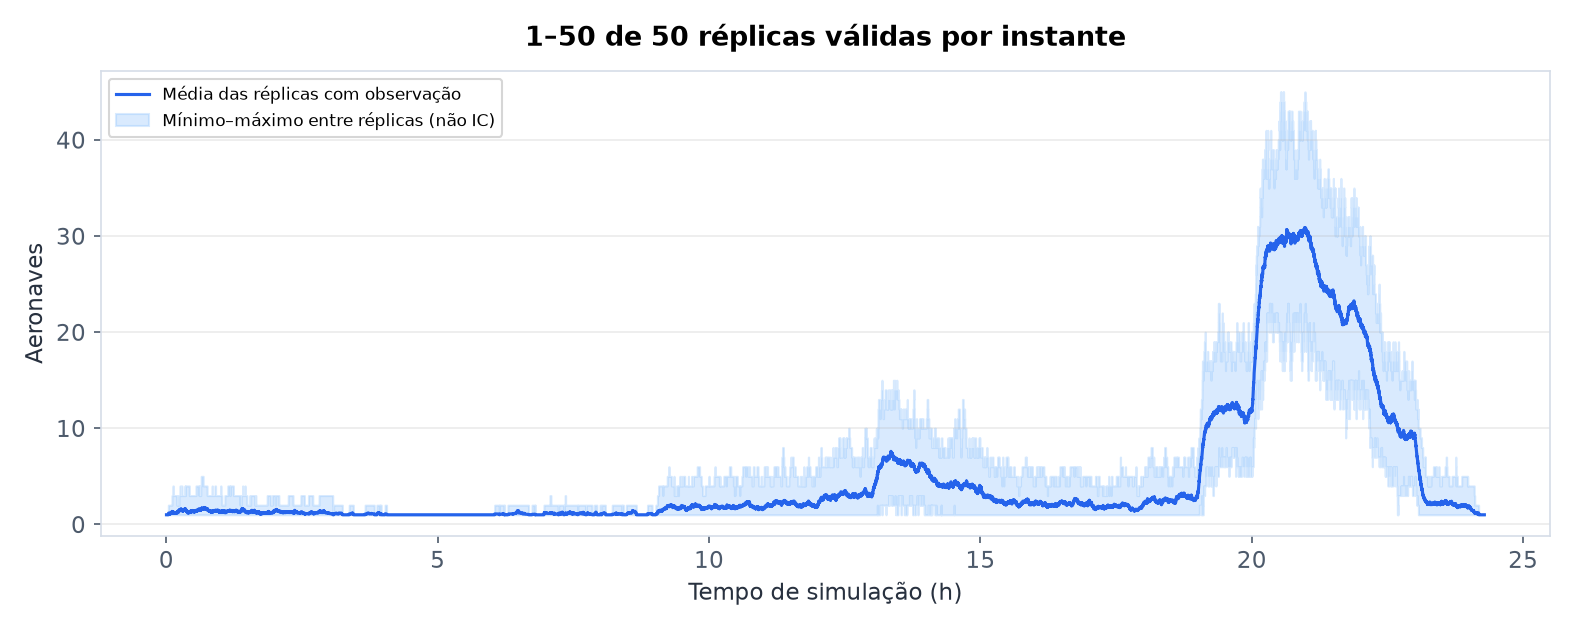 1–50 de 50 réplicas válidas por instante
Média das réplicas com observação
Mínimo–máximo entre réplicas (não IC)
Aeronaves
40
30
20
10
0
0 5 10 15 20 25
Tempo de simulação (h)